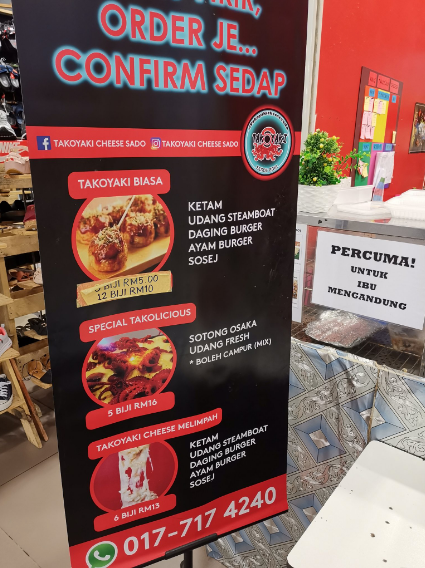 ORDER JE...
CONFIRM SEDAP
TAKOYAKI CHEESE SADO
TAKOYAKI CHEESE SADO
TAKOYAKI BIASA
KETAM
UDANG STEAMBOAT
DAGING BURGER
AYAM BURGER
SOSEJ
BIJI RM5.00
12 BIJI RM10
SPECIAL TAKOLICIOUS
SOTONG OSAKA
UDANG FRESH
* BOLEH CAMPUR (MIX)
5 BIJI RM16
TAKOYAKI CHEESE MELIMPAH
KETAM
UDANG STEAMBOAT
DAGING BURGER
AYAM BURGER
SOSEJ
6 BIJI RM13
017-717 4240
PERCUMA!
UNTUK
IBU
MENGANDUNG